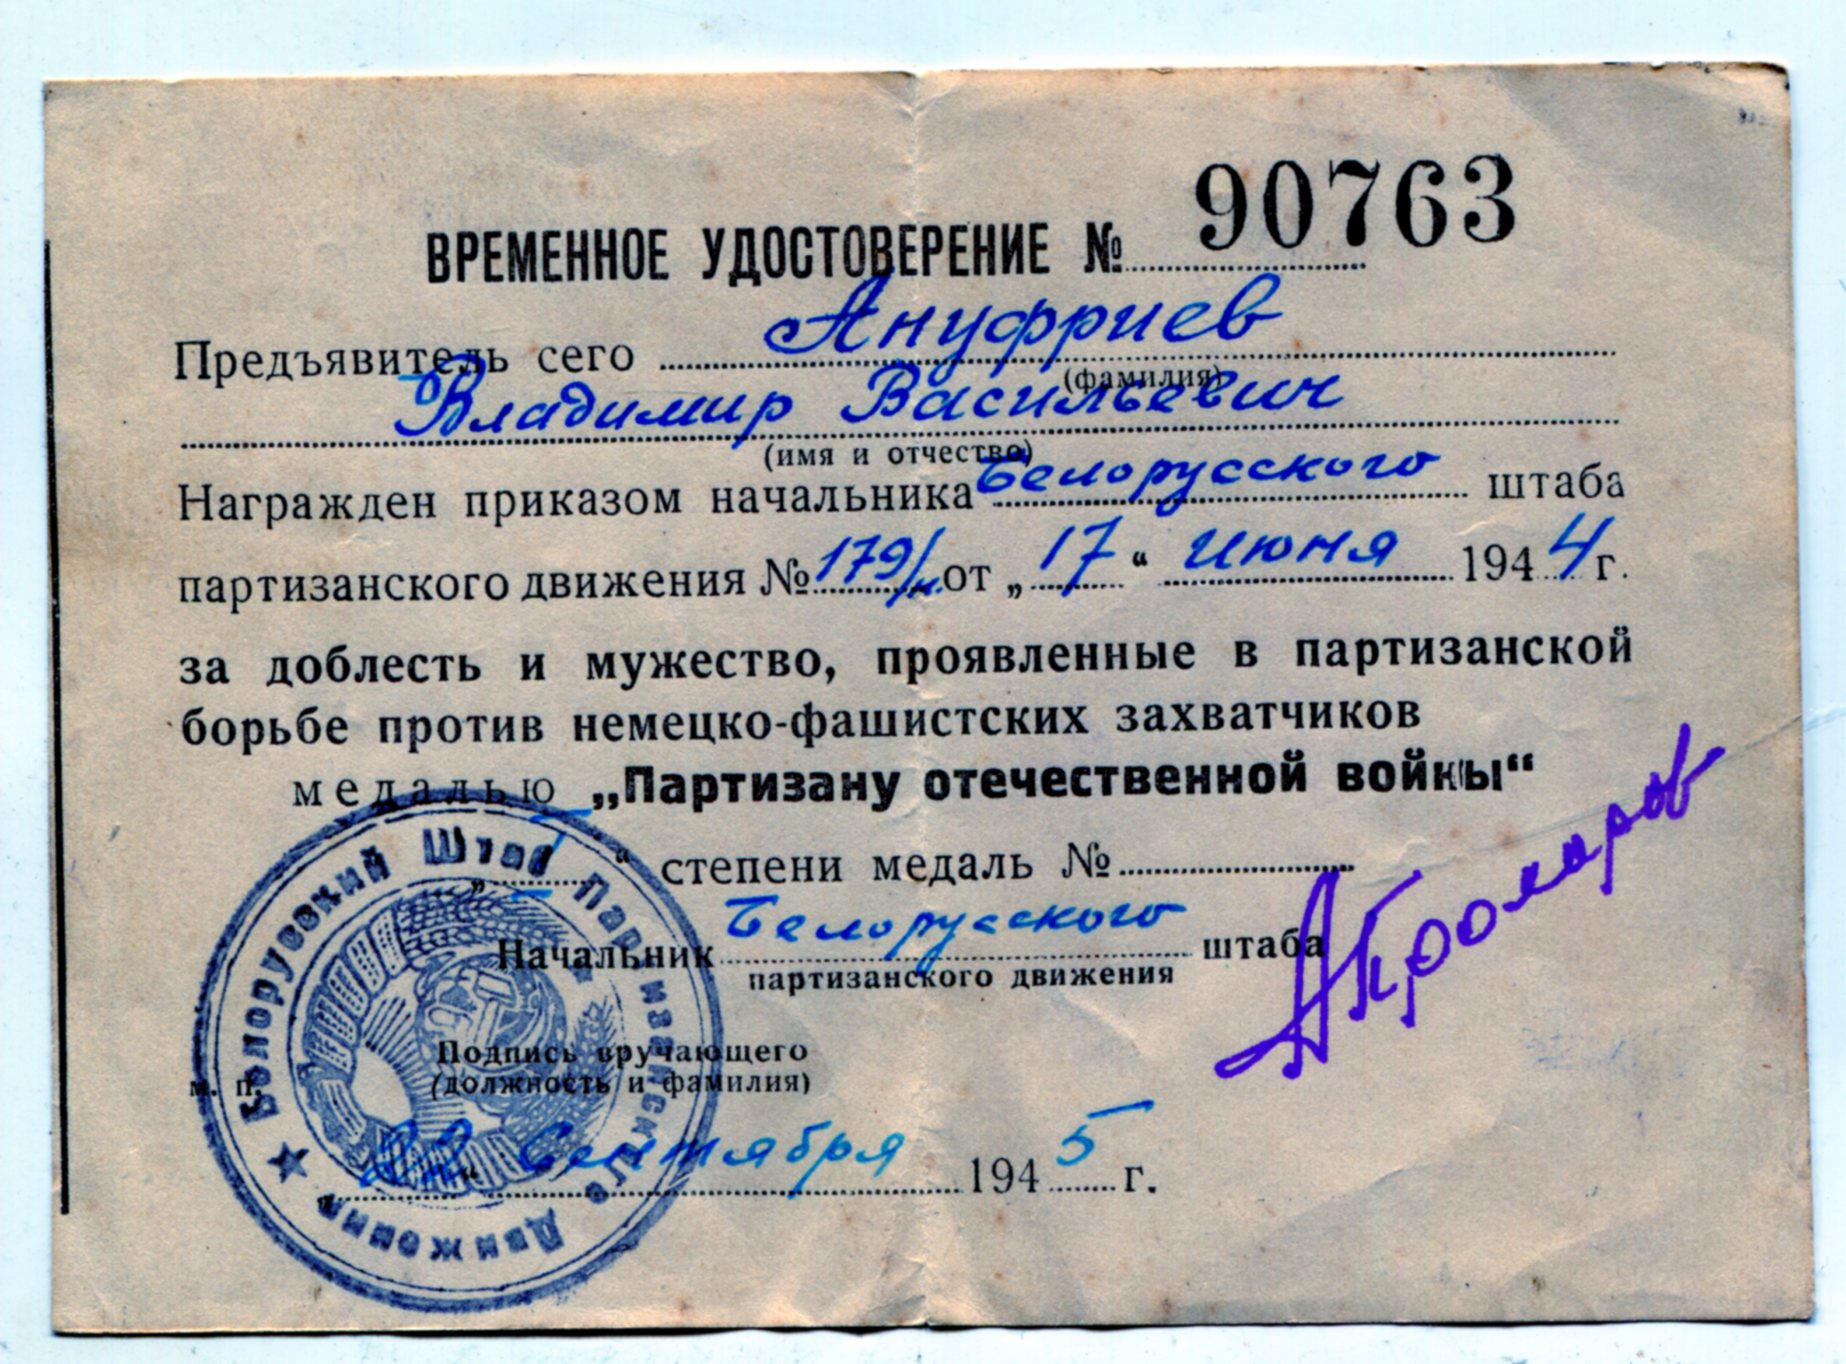 ВРЕМЕННОЕ УДОСТОВЕРЕНИЕ № 90763
Предъявитель сего Ануфриев
(фамилия)
Владимир Васильевич
(имя и отчество)
Награжден приказом начальника Белорусского штаба
партизанского движения № 179/н. от „17“ июня 1944 г.
за доблесть и мужество, проявленные в партизанской
борьбе против немецко-фашистских захватчиков
медалью „Партизану отечественной войны“
„I“ степени медаль №
Начальник Белорусского штаба
партизанского движения
Подпись вручающего
(должность и фамилия)
м. п.
„22“ Сентября 1945 г.
Белорусский Штаб Партизанского Движения